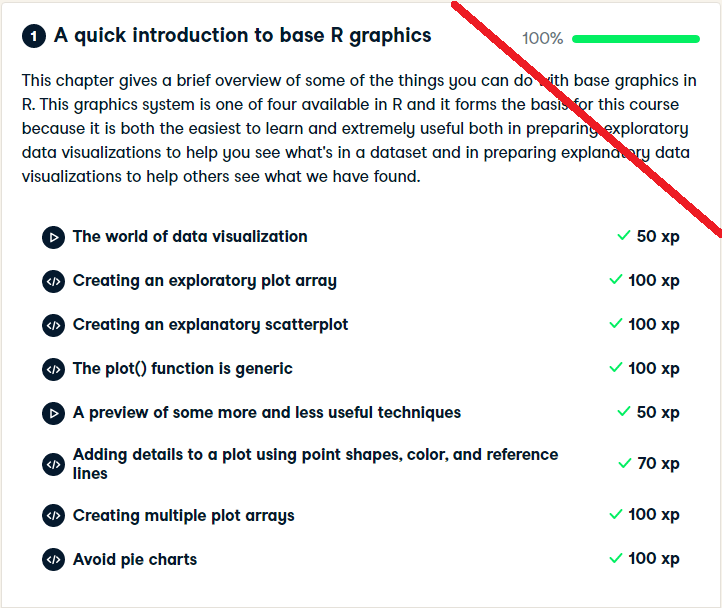 1 A quick introduction to base R graphics 100%
This chapter gives a brief overview of some of the things you can do with base graphics in
R. This graphics system is one of four available in R and it forms the basis for this course
because it is both the easiest to learn and extremely useful both in preparing exploratory
data visualizations to help you see what's in a dataset and in preparing explanatory data
visualizations to help others see what we have found.
The world of data visualization 50 xp
Creating an exploratory plot array 100 xp
Creating an explanatory scatterplot 100 xp
The plot() function is generic 100 xp
A preview of some more and less useful techniques 50 xp
Adding details to a plot using point shapes, color, and reference
lines 70 xp
Creating multiple plot arrays 100 xp
Avoid pie charts 100 xp